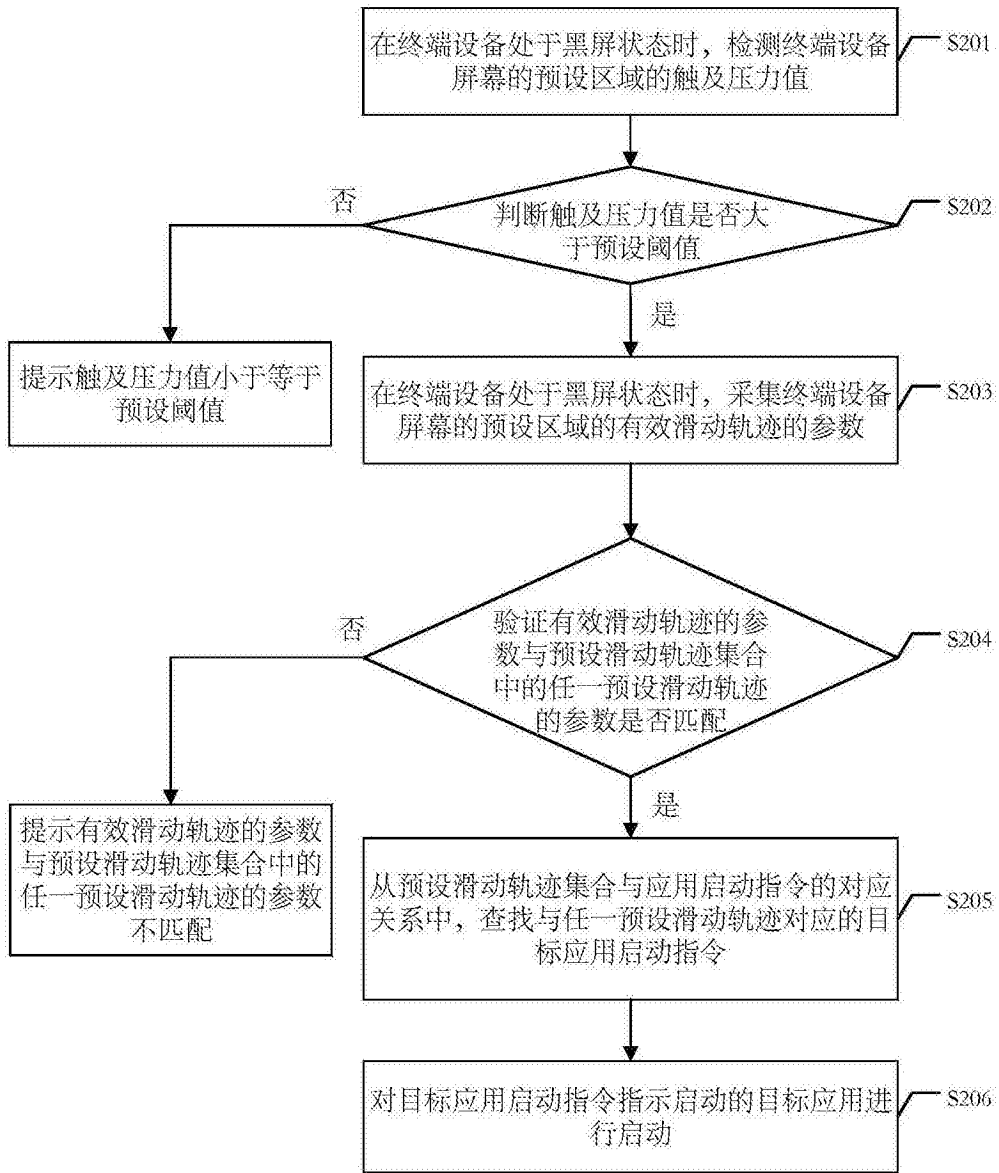 在终端设备处于黑屏状态时，检测终端设备
屏幕的预设区域的触及压力值
S201
判断触及压力值是否大
于预设阈值
S202
否
是
提示触及压力值小于等于
预设阈值
在终端设备处于黑屏状态时，采集终端设备
屏幕的预设区域的有效滑动轨迹的参数
S203
验证有效滑动轨迹的参
数与预设滑动轨迹集合
中的任一预设滑动轨迹
的参数是否匹配
S204
否
是
提示有效滑动轨迹的参数
与预设滑动轨迹集合中的
任一预设滑动轨迹的参数
不匹配
从预设滑动轨迹集合与应用启动指令的对应
关系中，查找与任一预设滑动轨迹对应的目
标应用启动指令
S205
对目标应用启动指令指示启动的目标应用进
行启动
S206